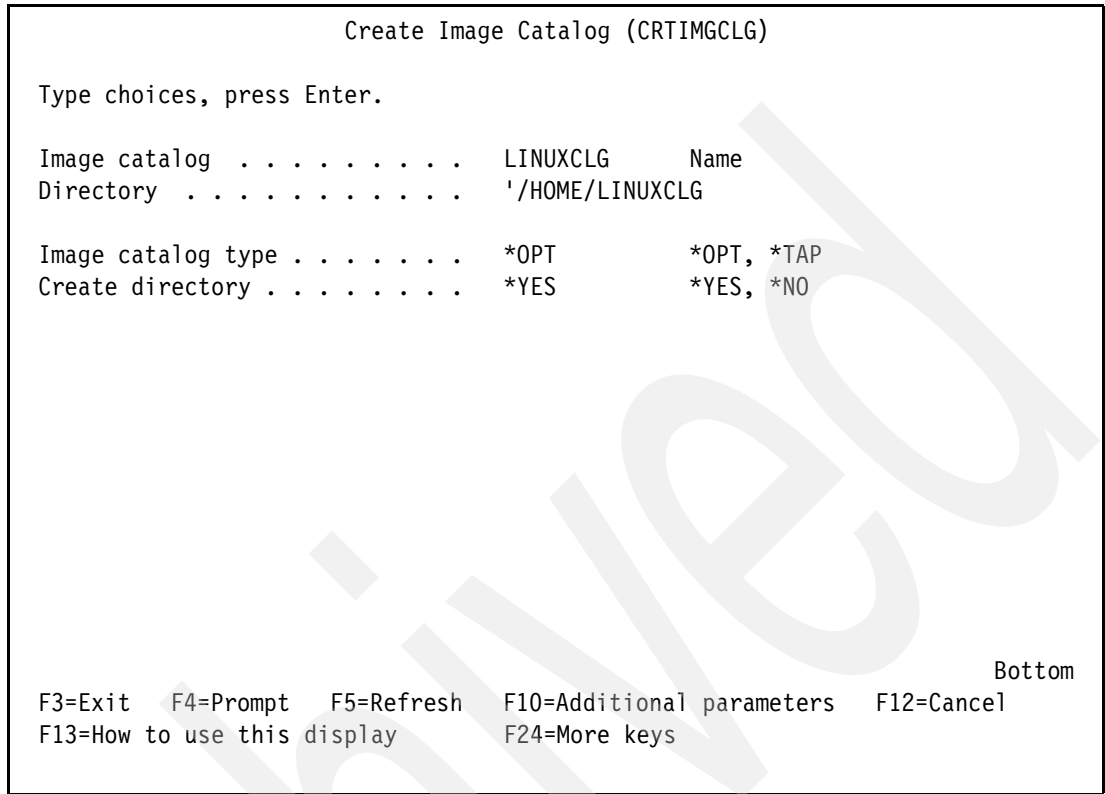 Create Image Catalog (CRTIMGCLG)
Type choices, press Enter.
Image catalog . . . . . . . . . LINUXCLG Name
Directory . . . . . . . . . . . '/HOME/LINUXCLG
Image catalog type . . . . . . . *OPT *OPT, *TAP
Create directory . . . . . . . . *YES *YES, *NO
Bottom
F3=Exit F4=Prompt F5=Refresh F10=Additional parameters F12=Cancel
F13=How to use this display F24=More keys
hived